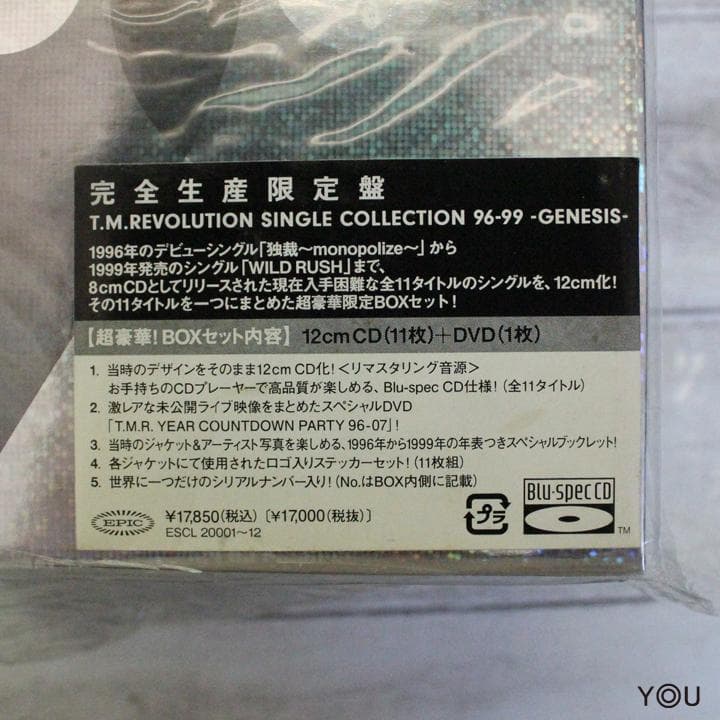 完全生産限定盤
T.M.REVOLUTION SINGLE COLLECTION 96-99 -GENESIS-
1996年のデビューシングル「独裁〜monopolize〜」から
1999年発売のシングル「WILD RUSH」まで、
8cmCDとしてリリースされた現在入手困難な全11タイトルのシングルを、12cm化!
その11タイトルを一つにまとめた超豪華限定BOXセット!
【超豪華! BOXセット内容】 12cm CD(11枚)+DVD(1枚)
1. 当時のデザインをそのまま12cm CD化!<リマスタリング音源>
お手持ちのCDプレーヤーで高品質が楽しめる、Blu-spec CD仕様!(全11タイトル)
2. 激レアな未公開ライブ映像をまとめたスペシャルDVD
「T.M.R. YEAR COUNTDOWN PARTY 96-07」!
3. 当時のジャケット&アーティスト写真を楽しめる、1996年から1999年の年表つきスペシャルブックレット!
4. 各ジャケットにて使用されたロゴ入りステッカーセット!(11枚組)
5. 世界に一つだけのシリアルナンバー入り!(No.はBOX内側に記載)
EPIC
¥17,850(税込) 〔¥17,000(税抜)〕
ESCL 20001〜12
プラ
Blu-spec CD
TM
YOU